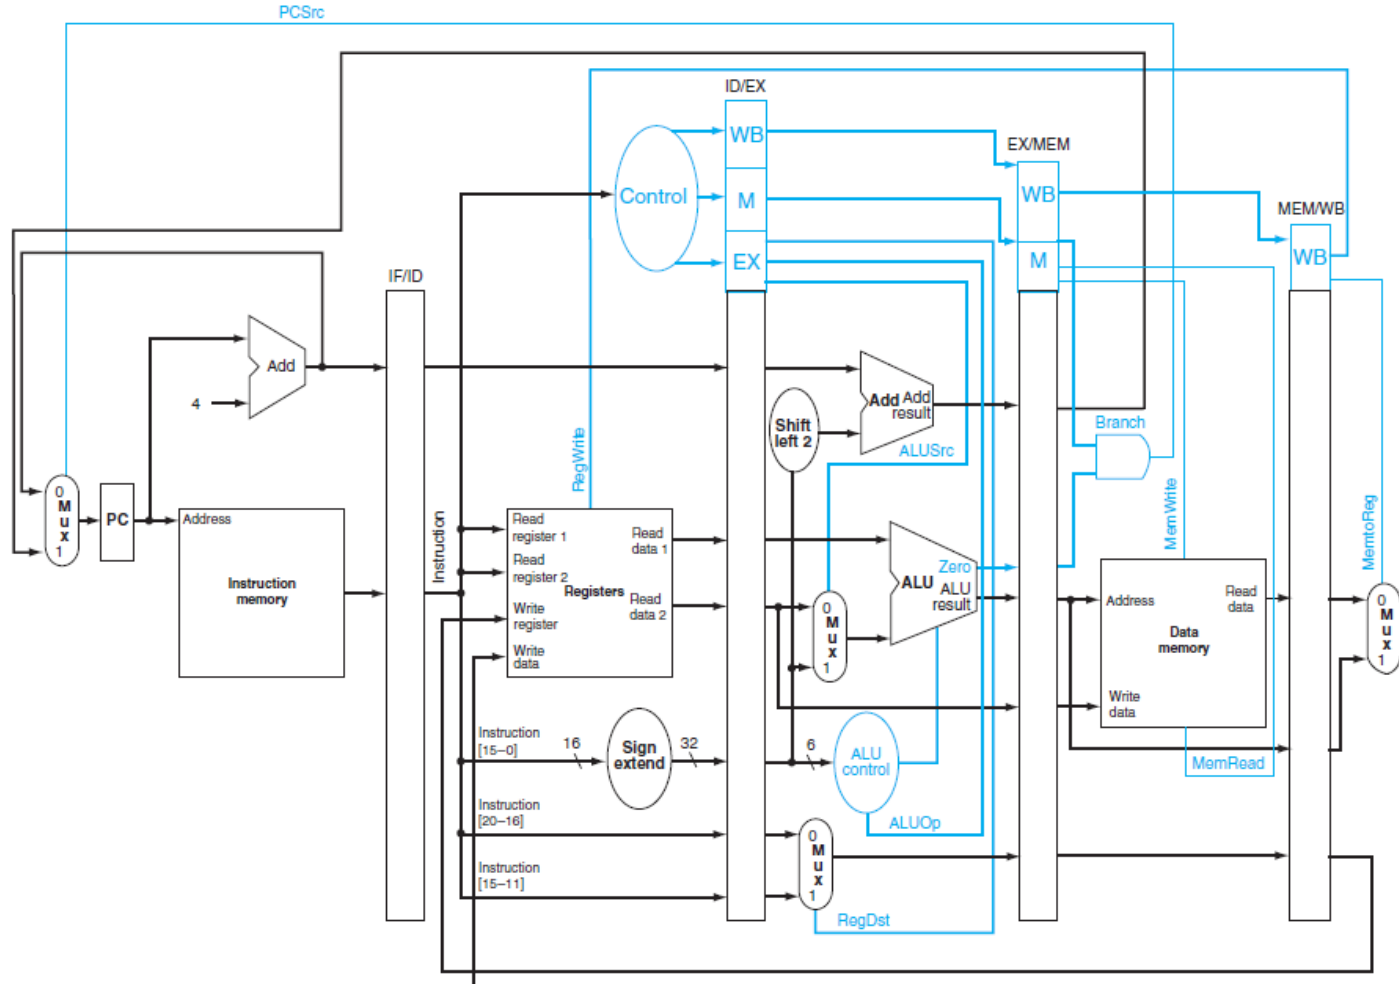 PCSrc
ID/EX
WB
EX/MEM
Control
M
WB
MEM/WB
EX
M
WB
IF/ID
Add
4
Shift
left 2
Add Add
result
Branch
ALUSrc
RegWrite
MemWrite
MemtoReg
0
M
u
x
1
PC
Address
Instruction
memory
Instruction
Read
register 1
Read
register 2
Write
register
Write
data
Registers
Read
data 1
Read
data 2
0
M
u
x
1
Zero
ALU
ALU
result
Address
Read
data
Data
memory
Write
data
0
M
u
x
1
Instruction
[15–0]
16
Sign
extend
32
6
ALU
control
MemRead
Instruction
[20–16]
ALUOp
Instruction
[15–11]
0
M
u
x
1
RegDst